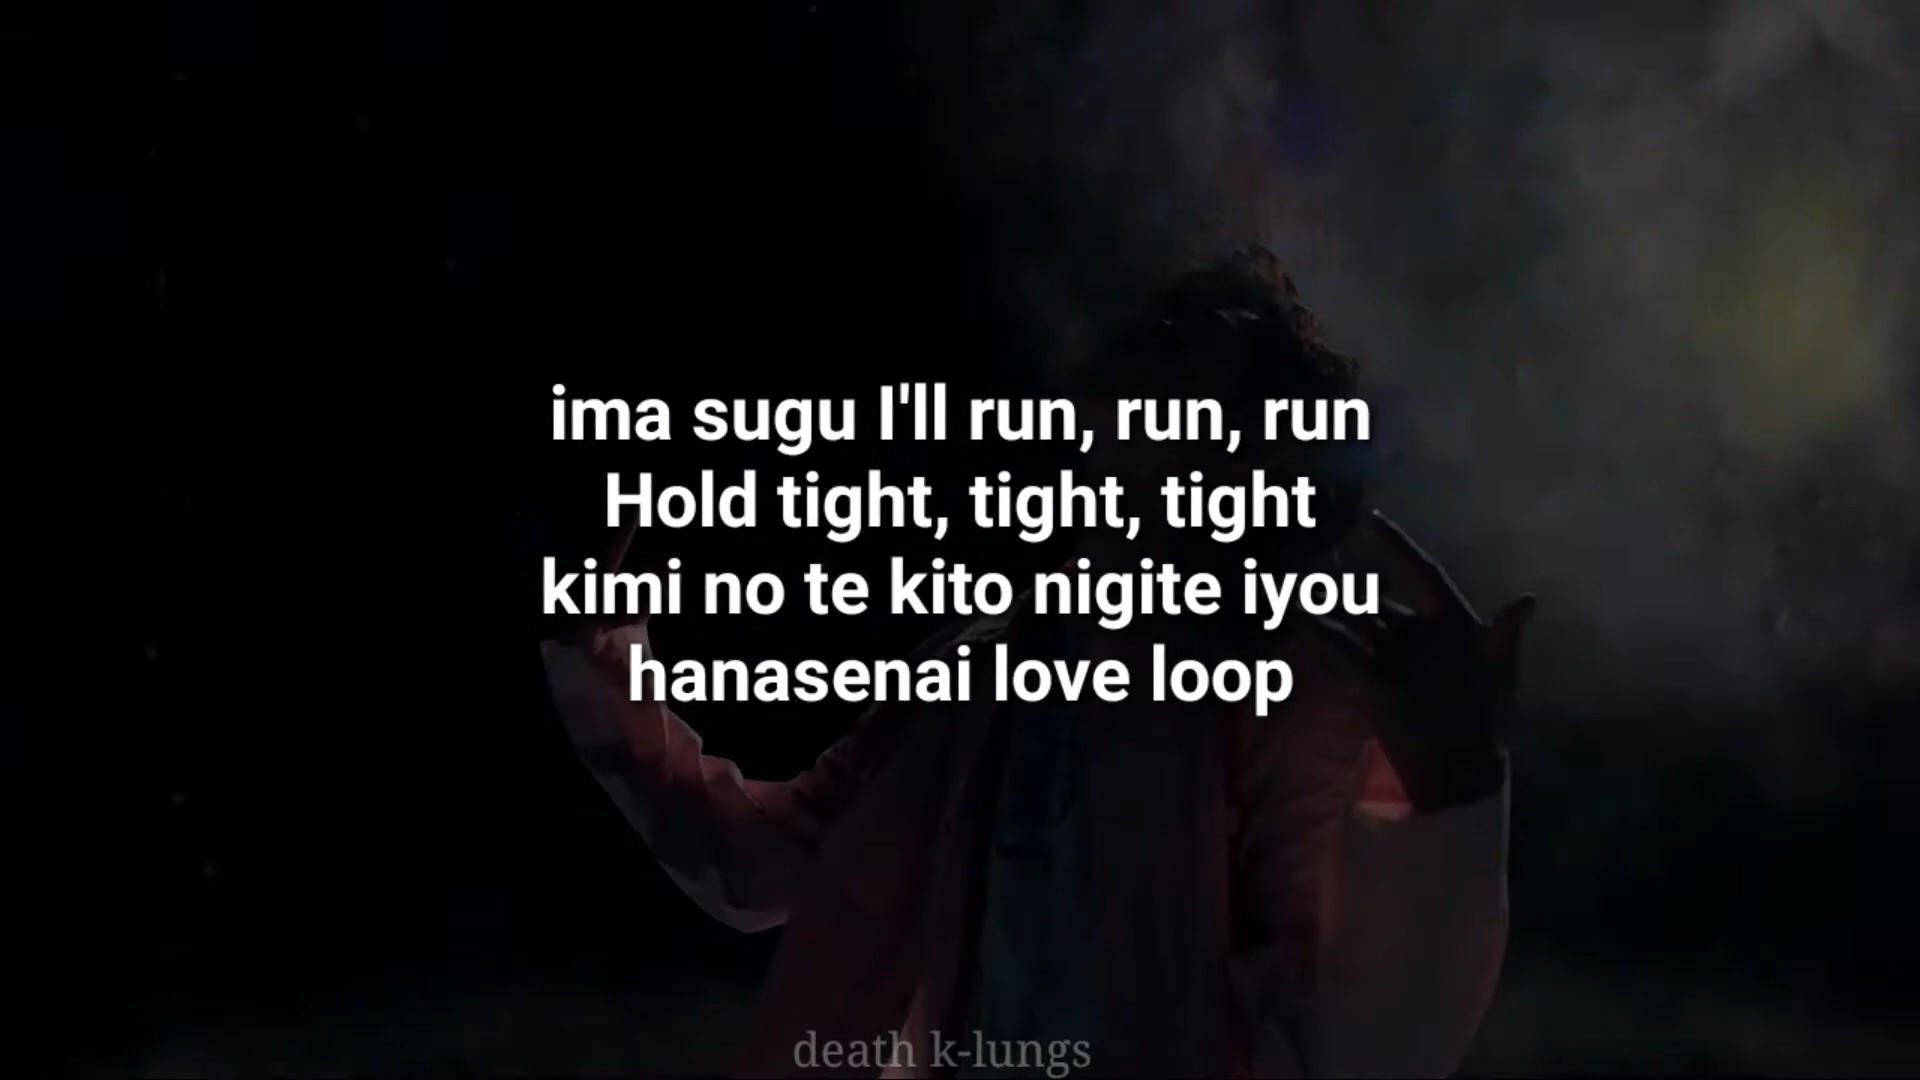 ima sugu I'll run, run, run
Hold tight, tight, tight
kimi no te kito nigite iyou
hanasenai love loop
death k-lungs